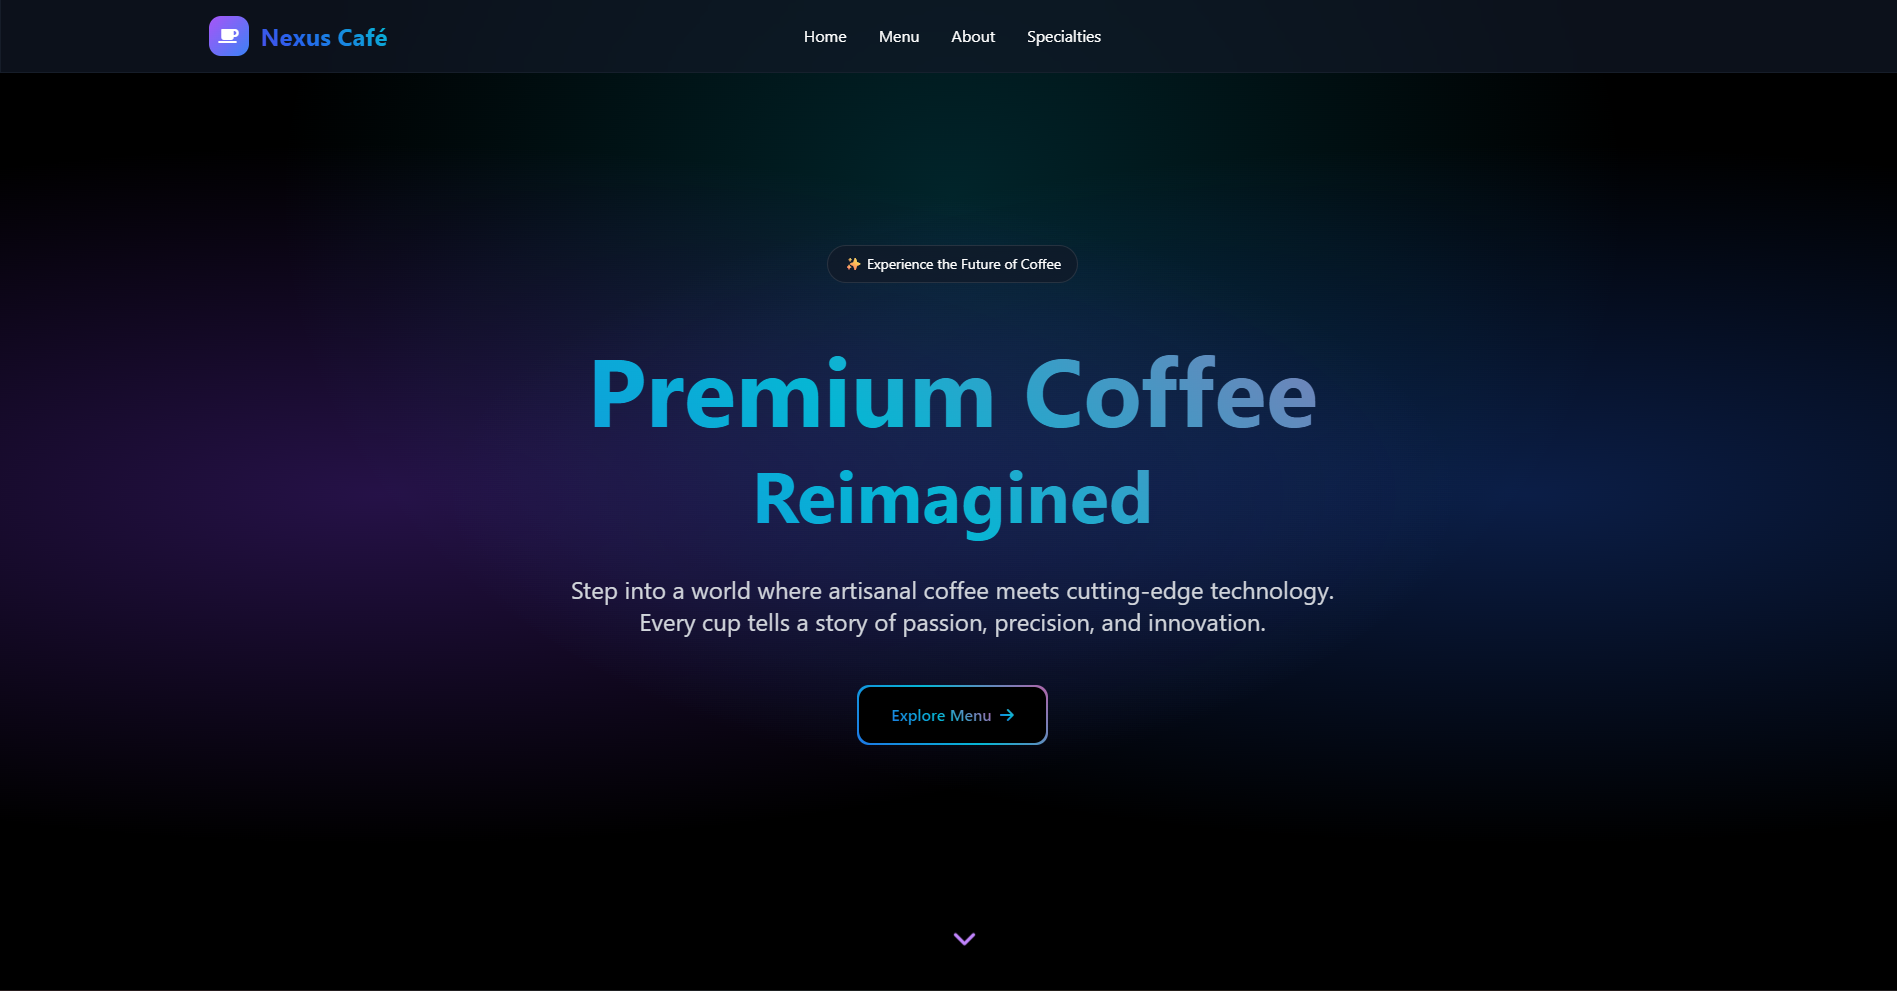 Nexus Café
Home
Menu
About
Specialties
✨ Experience the Future of Coffee
Premium Coffee
Reimagined
Step into a world where artisanal coffee meets cutting-edge technology.
Every cup tells a story of passion, precision, and innovation.
Explore Menu →